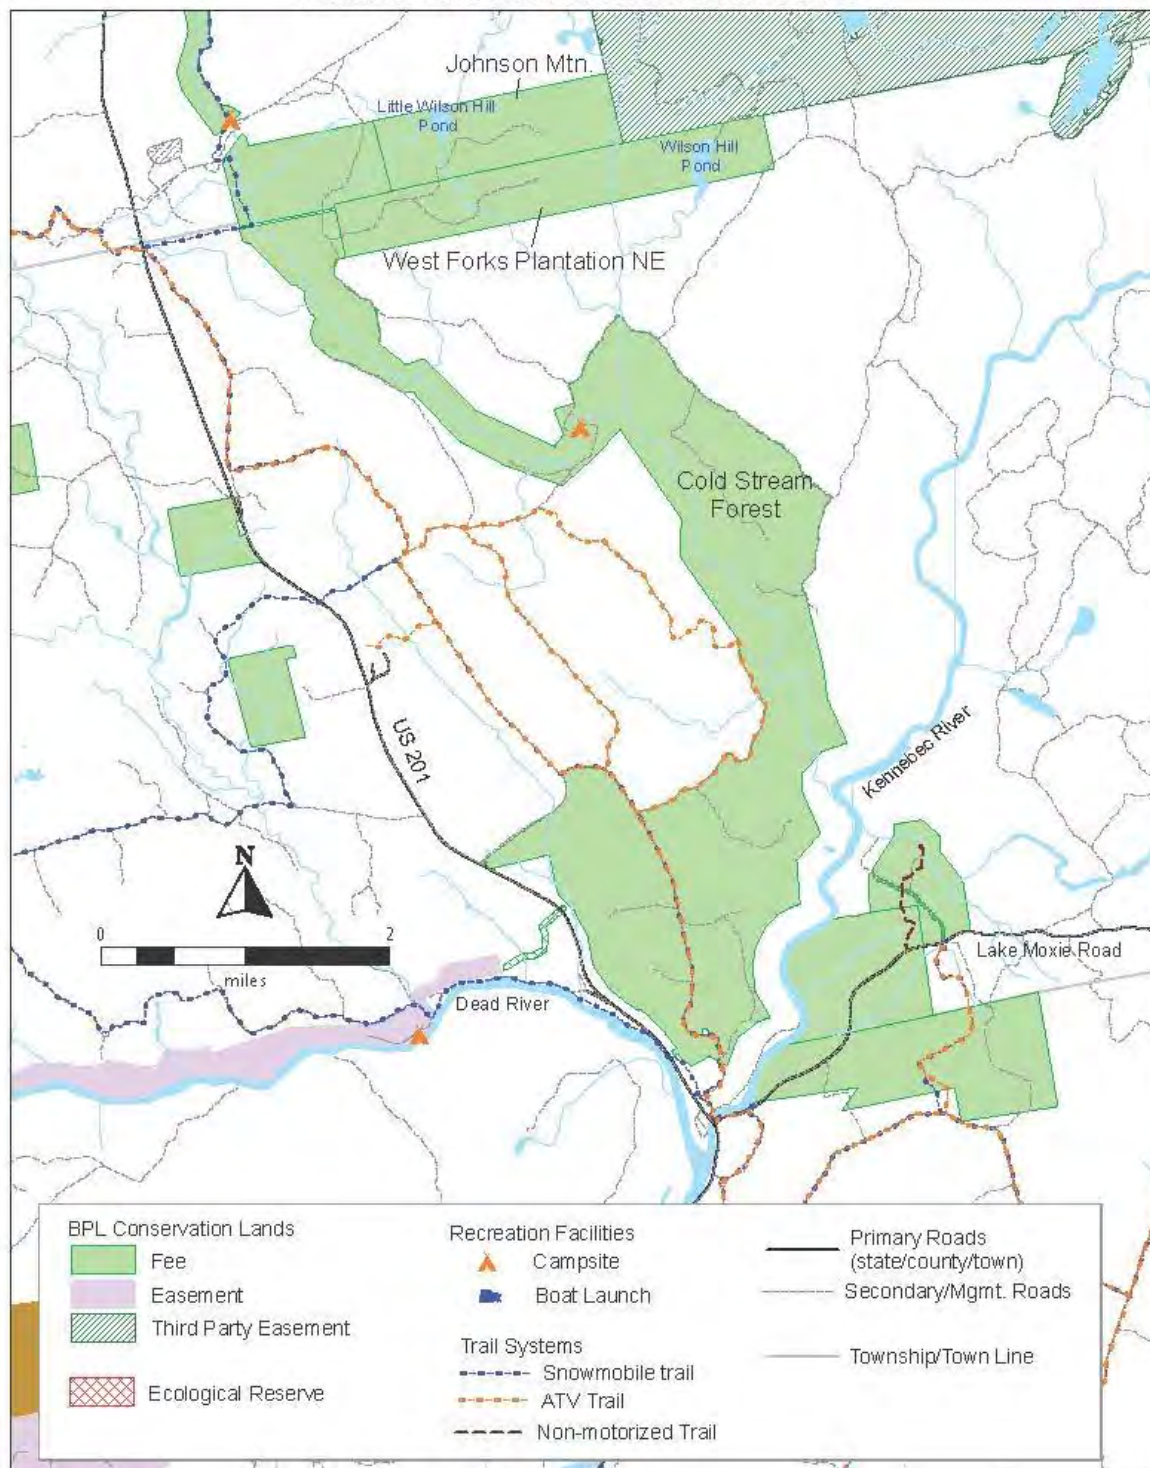 Johnson Mtn.
Little Wilson Hill
Pond
Wilson Hill
Pond
West Forks Plantation NE
Cold Stream
Forest
US 201
Kennebec River
N
0
2
miles
Lake Moxie Road
Dead River
BPL Conservation Lands
Fee
Easement
Third Party Easement
Ecological Reserve
Recreation Facilities
Campsite
Boat Launch
Trail Systems
Snowmobile trail
ATV Trail
Non-motorized Trail
Primary Roads
(state/county/town)
Secondary/Mgmt. Roads
Township/Town Line